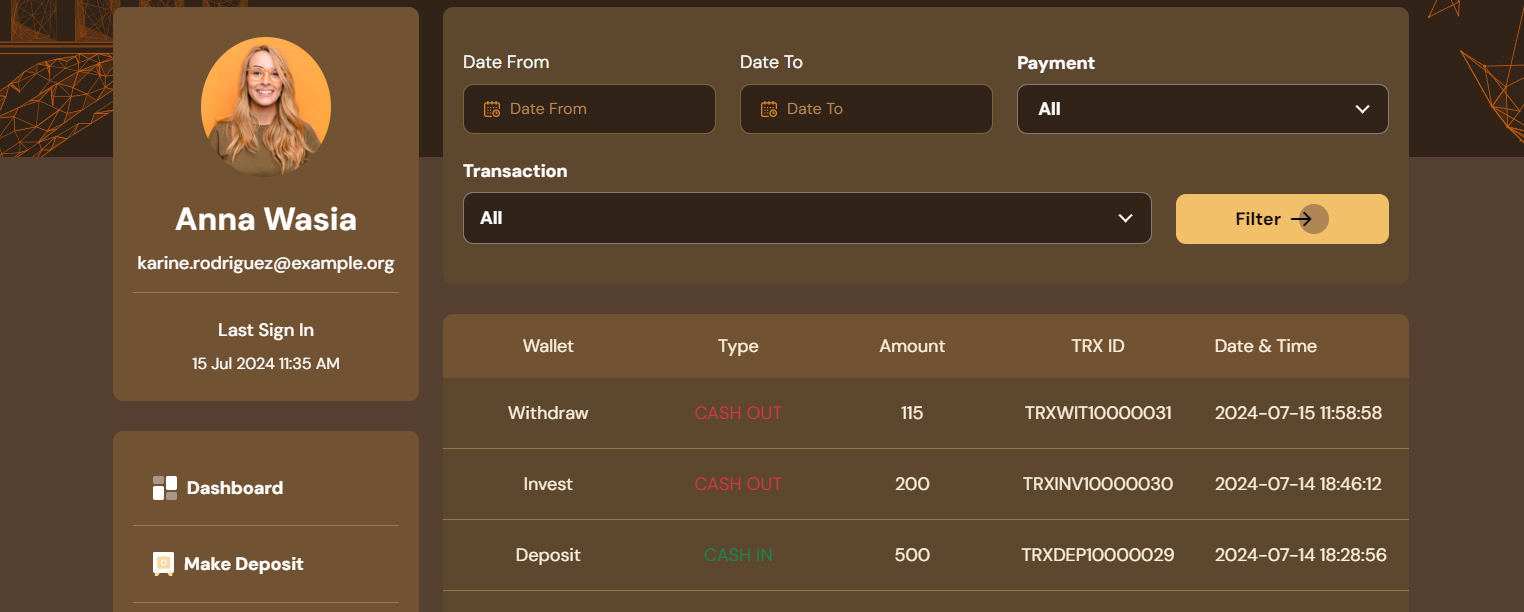 Anna Wasia
karine.rodriguez@example.org
Last Sign In
15 Jul 2024 11:35 AM
Dashboard
Make Deposit
Date From
Date To
Payment
Date From
Date To
All
Transaction
All
Filter
Wallet Type Amount TRX ID Date & Time
Withdraw CASH OUT 115 TRXWIT10000031 2024-07-15 11:58:58
Invest CASH OUT 200 TRXINV10000030 2024-07-14 18:46:12
Deposit CASH IN 500 TRXDEP10000029 2024-07-14 18:28:56